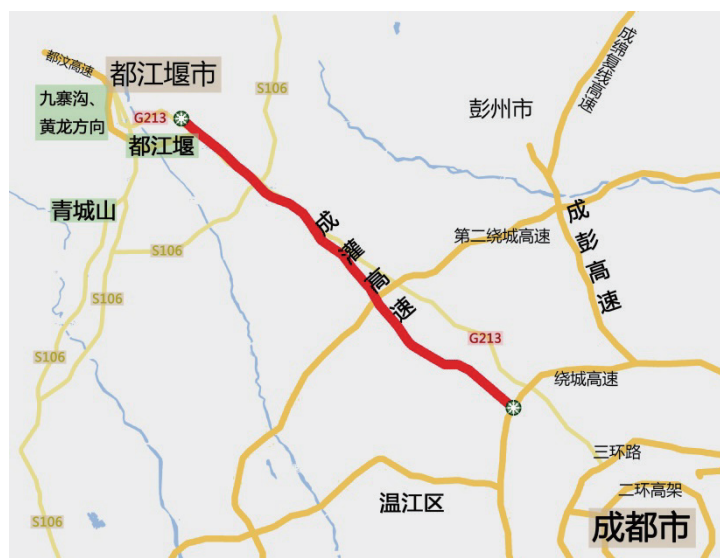 成绵复线高速
都汶高速
都江堰市
S106
九寨沟、
黄龙方向
G213
彭州市
都江堰
青城山
成灌高速
第二绕城高速
成彭高速
S106
S106
G213
S106
绕城高速
三环路
二环高架
温江区
成都市
S106